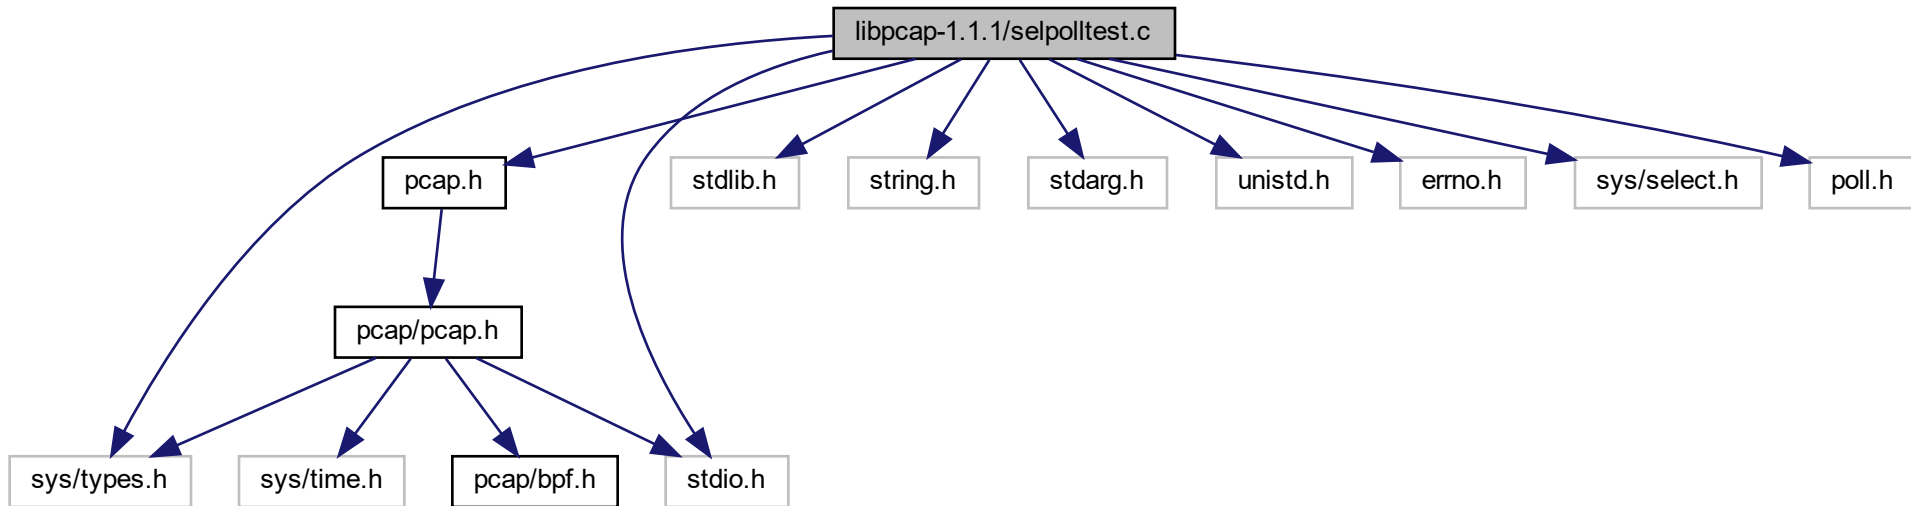 libpcap-1.1.1/selpolltest.c
pcap.h
stdlib.h
string.h
stdarg.h
unistd.h
errno.h
sys/select.h
poll.h
pcap/pcap.h
sys/types.h
sys/time.h
pcap/bpf.h
stdio.h